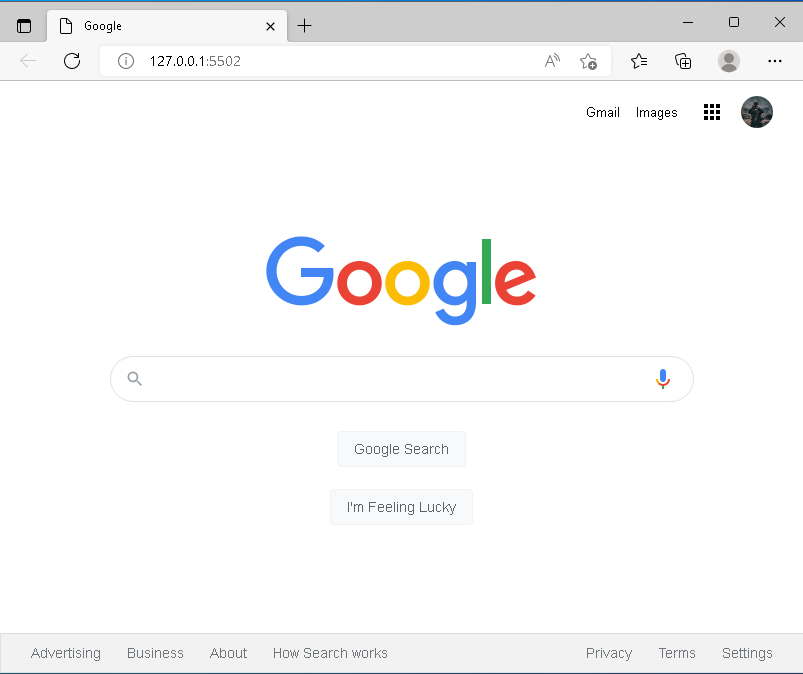 Google
127.0.0.1:5502
Gmail Images
Google
Google Search
I'm Feeling Lucky
Advertising Business About How Search works Privacy Terms Settings